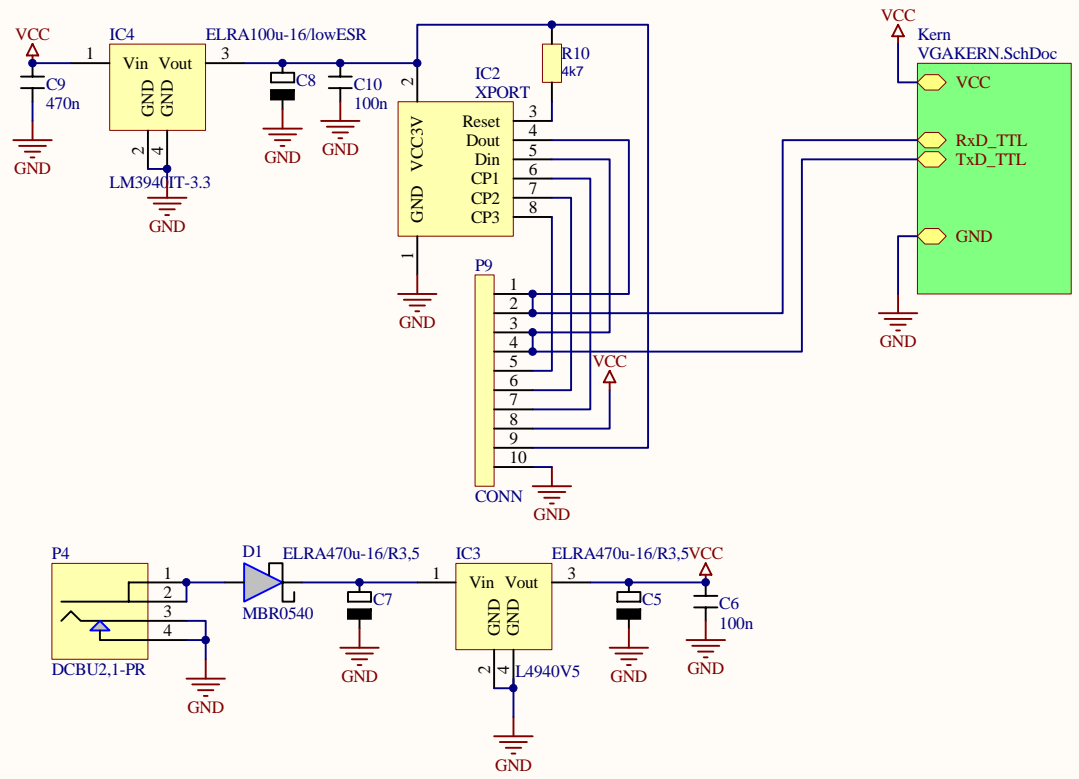 VCC
IC4
ELRA100u-16/lowESR
1
Vin Vout
3
GND
GND
2
4
LM3940IT-3.3
GND
C9
470n
GND
C8
GND
C10
100n
GND
R10
4k7
IC2
XPORT
2
VCC3V
GND
1
GND
Reset 3
Dout 4
Din 5
CP1 6
CP2 7
CP3 8
P9
1
2
3
4
5
6
7
8
9
10
CONN
VCC
GND
VCC
Kern
VGAKERN.SchDoc
VCC
RxD_TTL
TxD_TTL
GND
GND
P4
1
2
3
4
DCBU2,1-PR
GND
D1
MBR0540
ELRA470u-16/R3,5
C7
GND
IC3
1
Vin Vout
3
GND
GND
2
4
L4940V5
GND
ELRA470u-16/R3,5
C5
GND
VCC
C6
100n
GND